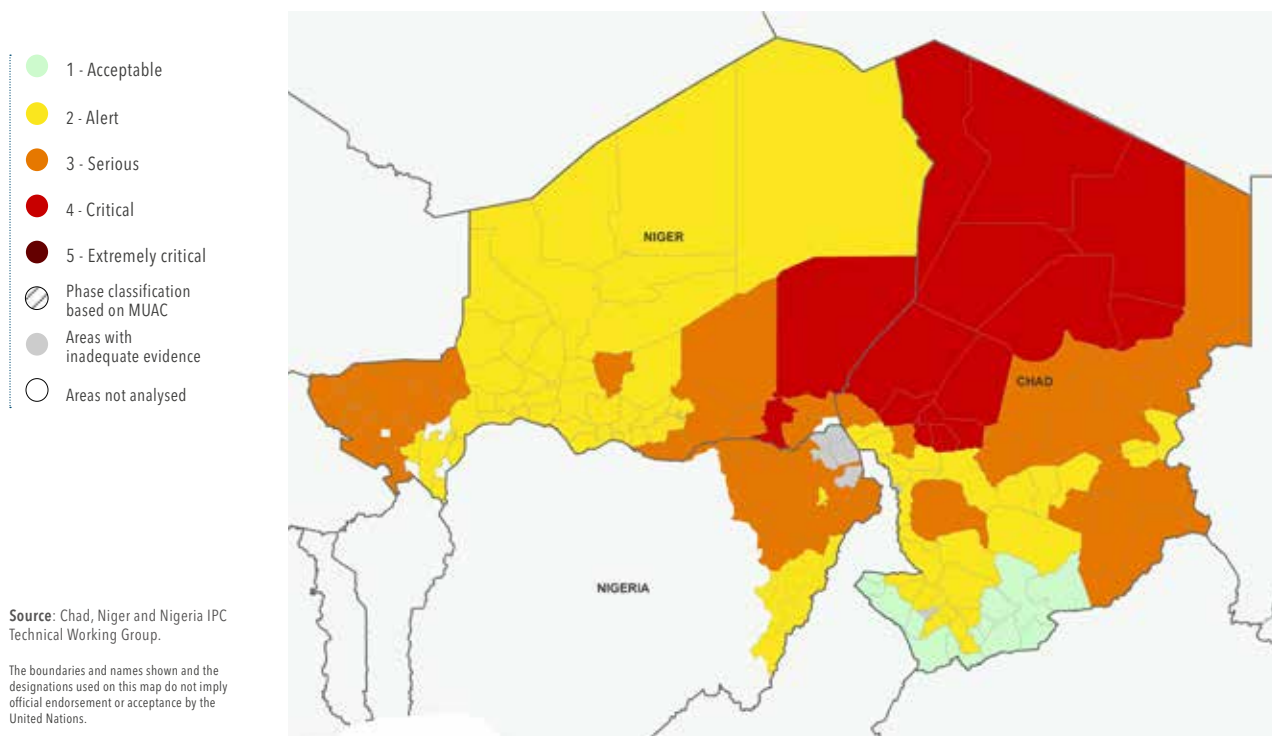 1 - Acceptable
2 - Alert
3 - Serious
4 - Critical
5 - Extremely critical
Phase classification
based on MUAC
Areas with
inadequate evidence
Areas not analysed
Source: Chad, Niger and Nigeria IPC
Technical Working Group.
The boundaries and names shown and the
designations used on this map do not imply
official endorsement or acceptance by the
United Nations.
NIGER
CHAD
NIGERIA